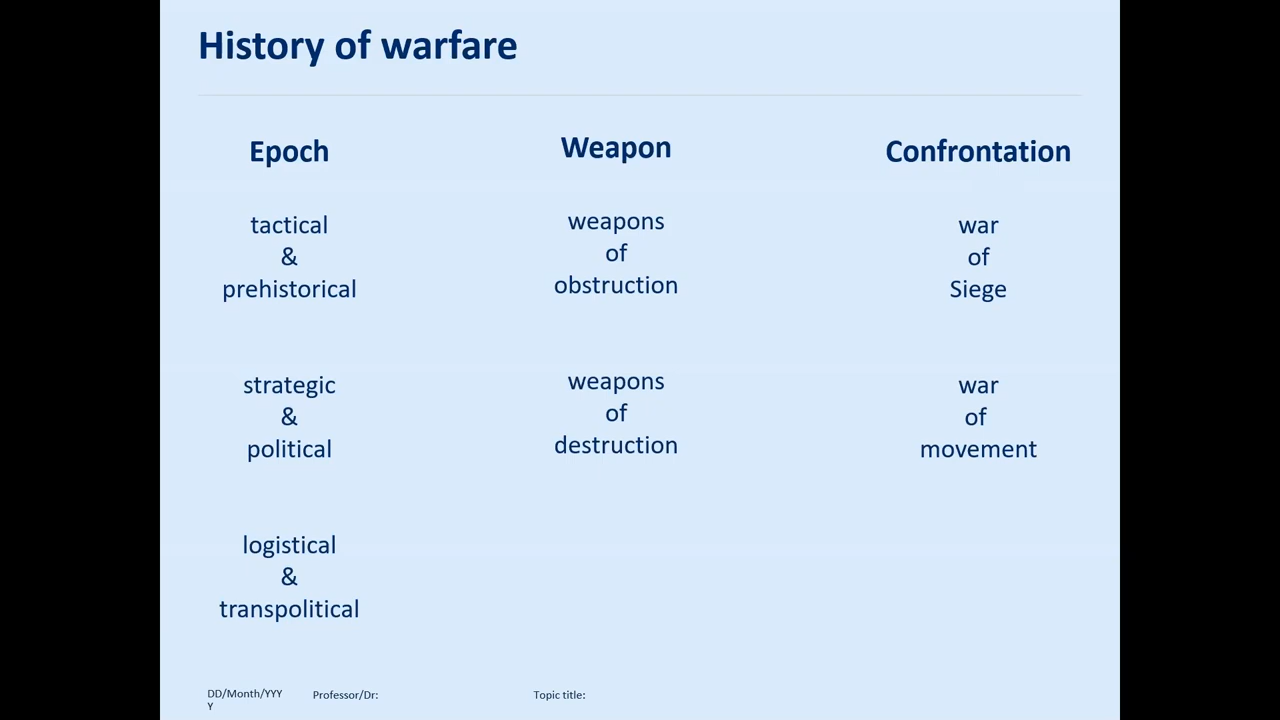 History of warfare
Epoch
Weapon
Confrontation
tactical
&
prehistorical
weapons
of
obstruction
war
of
Siege
strategic
&
political
weapons
of
destruction
war
of
movement
logistical
&
transpolitical
DD/Month/YYY
Y
Professor/Dr:
Topic title: